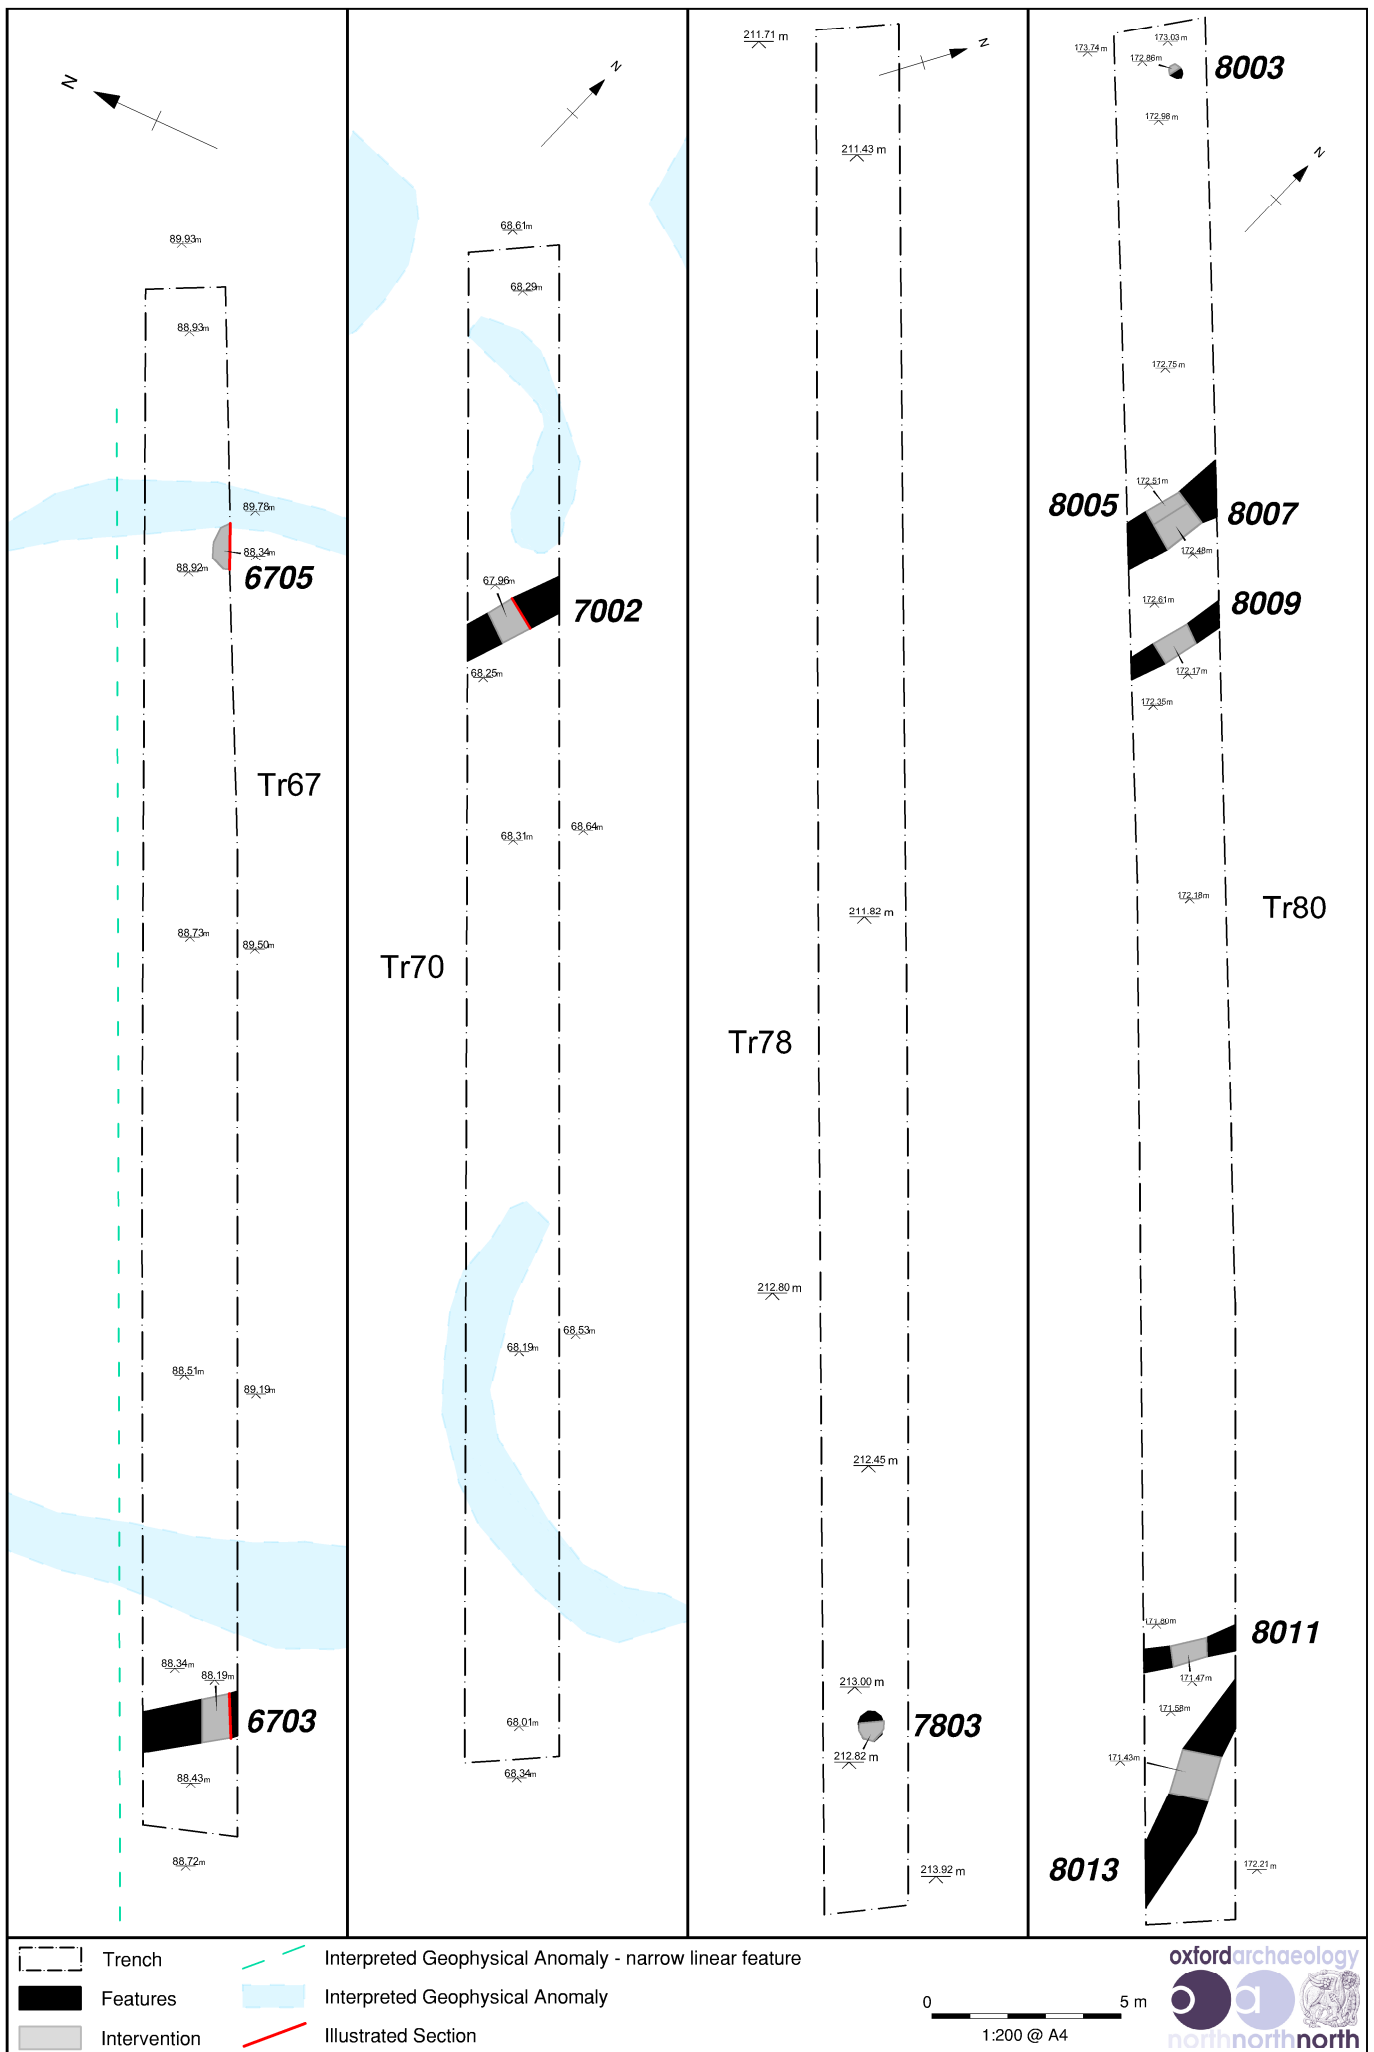 N
89.93m
88.93m
89.78m
88.34m
88.92m
6705
Tr67
88.73m
89.50m
88.51m
89.19m
88.34m
88.19m
6703
88.43m
88.72m
N
68.61m
68.29m
67.96m
7002
68.25m
68.31m
68.64m
Tr70
68.53m
68.19m
68.01m
68.34m
211.71 m
N
211.43 m
211.82 m
Tr78
212.80 m
212.45 m
213.00 m
7803
212.82 m
213.92 m
173.03m
173.74m
172.86m
8003
172.98m
N
172.75m
172.51m
8005
8007
172.48m
172.61m
8009
172.17m
172.35m
172.18m
Tr80
171.80m
8011
171.47m
171.58m
171.43m
8013
172.21m
Trench
Features
Intervention
Interpreted Geophysical Anomaly - narrow linear feature
Interpreted Geophysical Anomaly
Illustrated Section
0 5 m
1:200 @ A4
oxfordarchaeology
oa
northnorthnorth